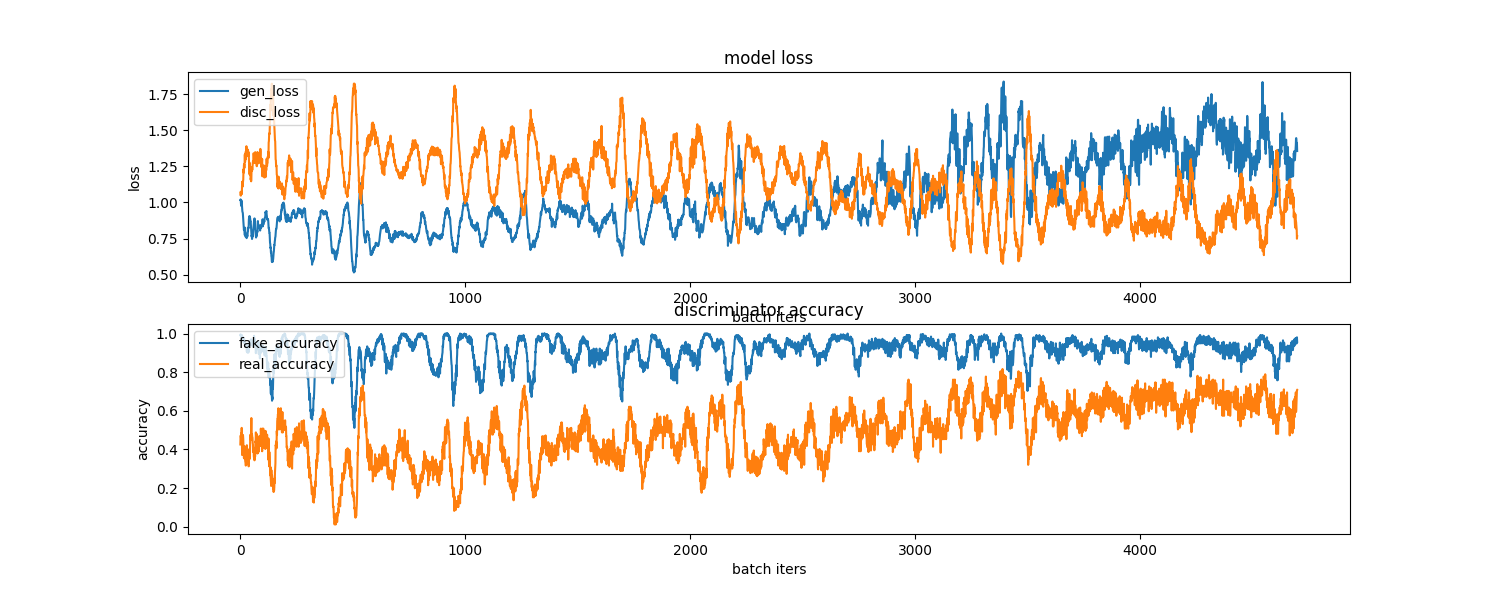 model loss
gen_loss
disc_loss
loss
1.75
1.50
1.25
1.00
0.75
0.50
0 1000 2000 3000 4000
batch iters
discriminator accuracy
fake_accuracy
real_accuracy
accuracy
1.0
0.8
0.6
0.4
0.2
0.0
0 1000 2000 3000 4000
batch iters